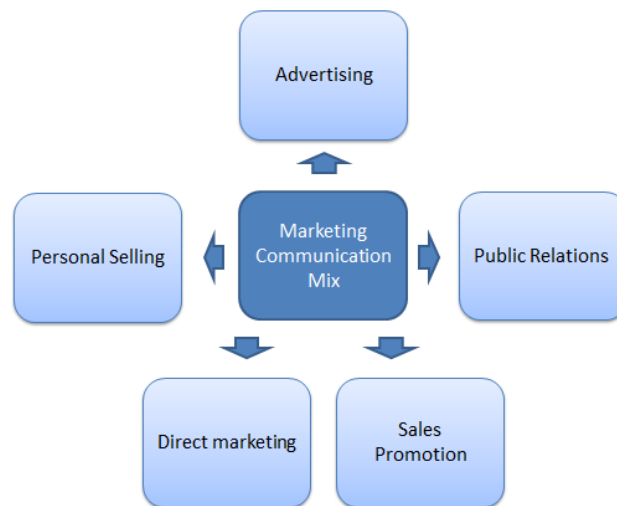 Advertising
Personal Selling
Marketing
Communication
Mix
Public Relations
Direct marketing
Sales
Promotion